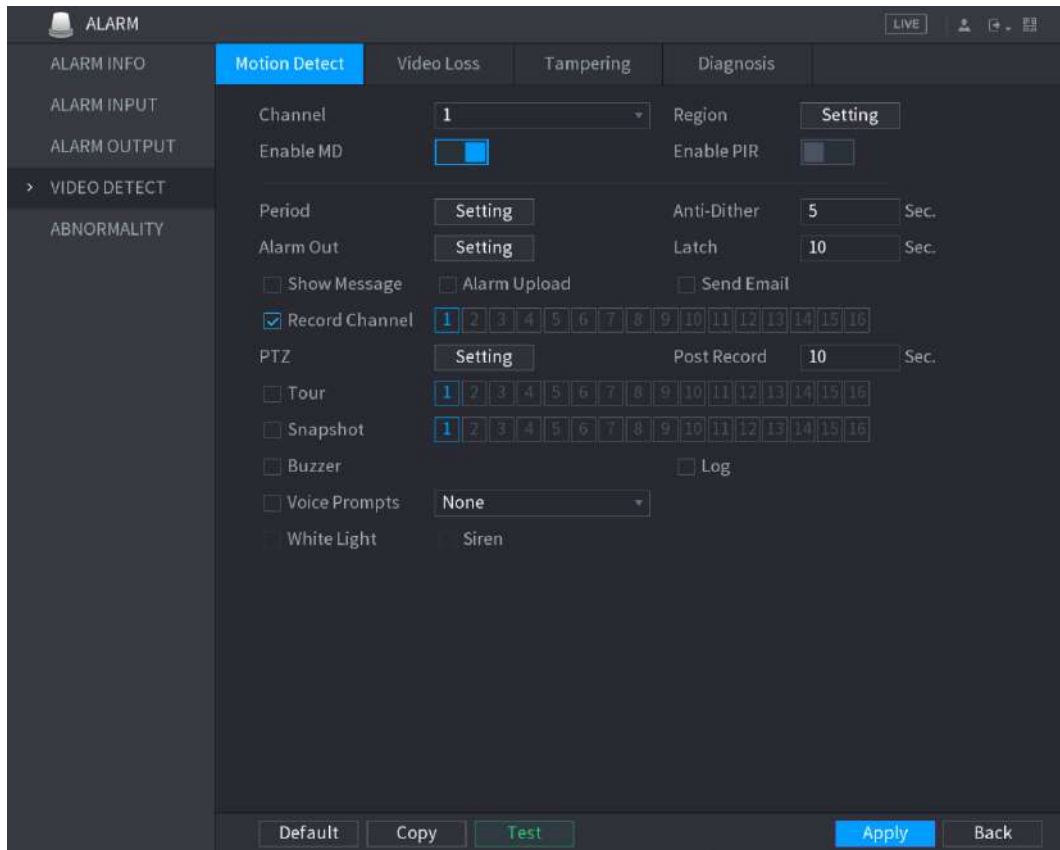 ALARM
LIVE
ALARM INFO
ALARM INPUT
ALARM OUTPUT
> VIDEO DETECT
ABNORMALITY
Motion Detect Video Loss Tampering Diagnosis
Channel 1 Region Setting
Enable MD Enable PIR
Period Setting Anti-Dither 5 Sec.
Alarm Out Setting Latch 10 Sec.
Show Message Alarm Upload Send Email
Record Channel 1 2 3 4 5 6 7 8 9 10 11 12 13 14 15 16
PTZ Setting Post Record 10 Sec.
Tour 1 2 3 4 5 6 7 8 9 10 11 12 13 14 15 16
Snapshot 1 2 3 4 5 6 7 8 9 10 11 12 13 14 15 16
Buzzer Log
Voice Prompts None
White Light Siren
Default Copy Test Apply Back